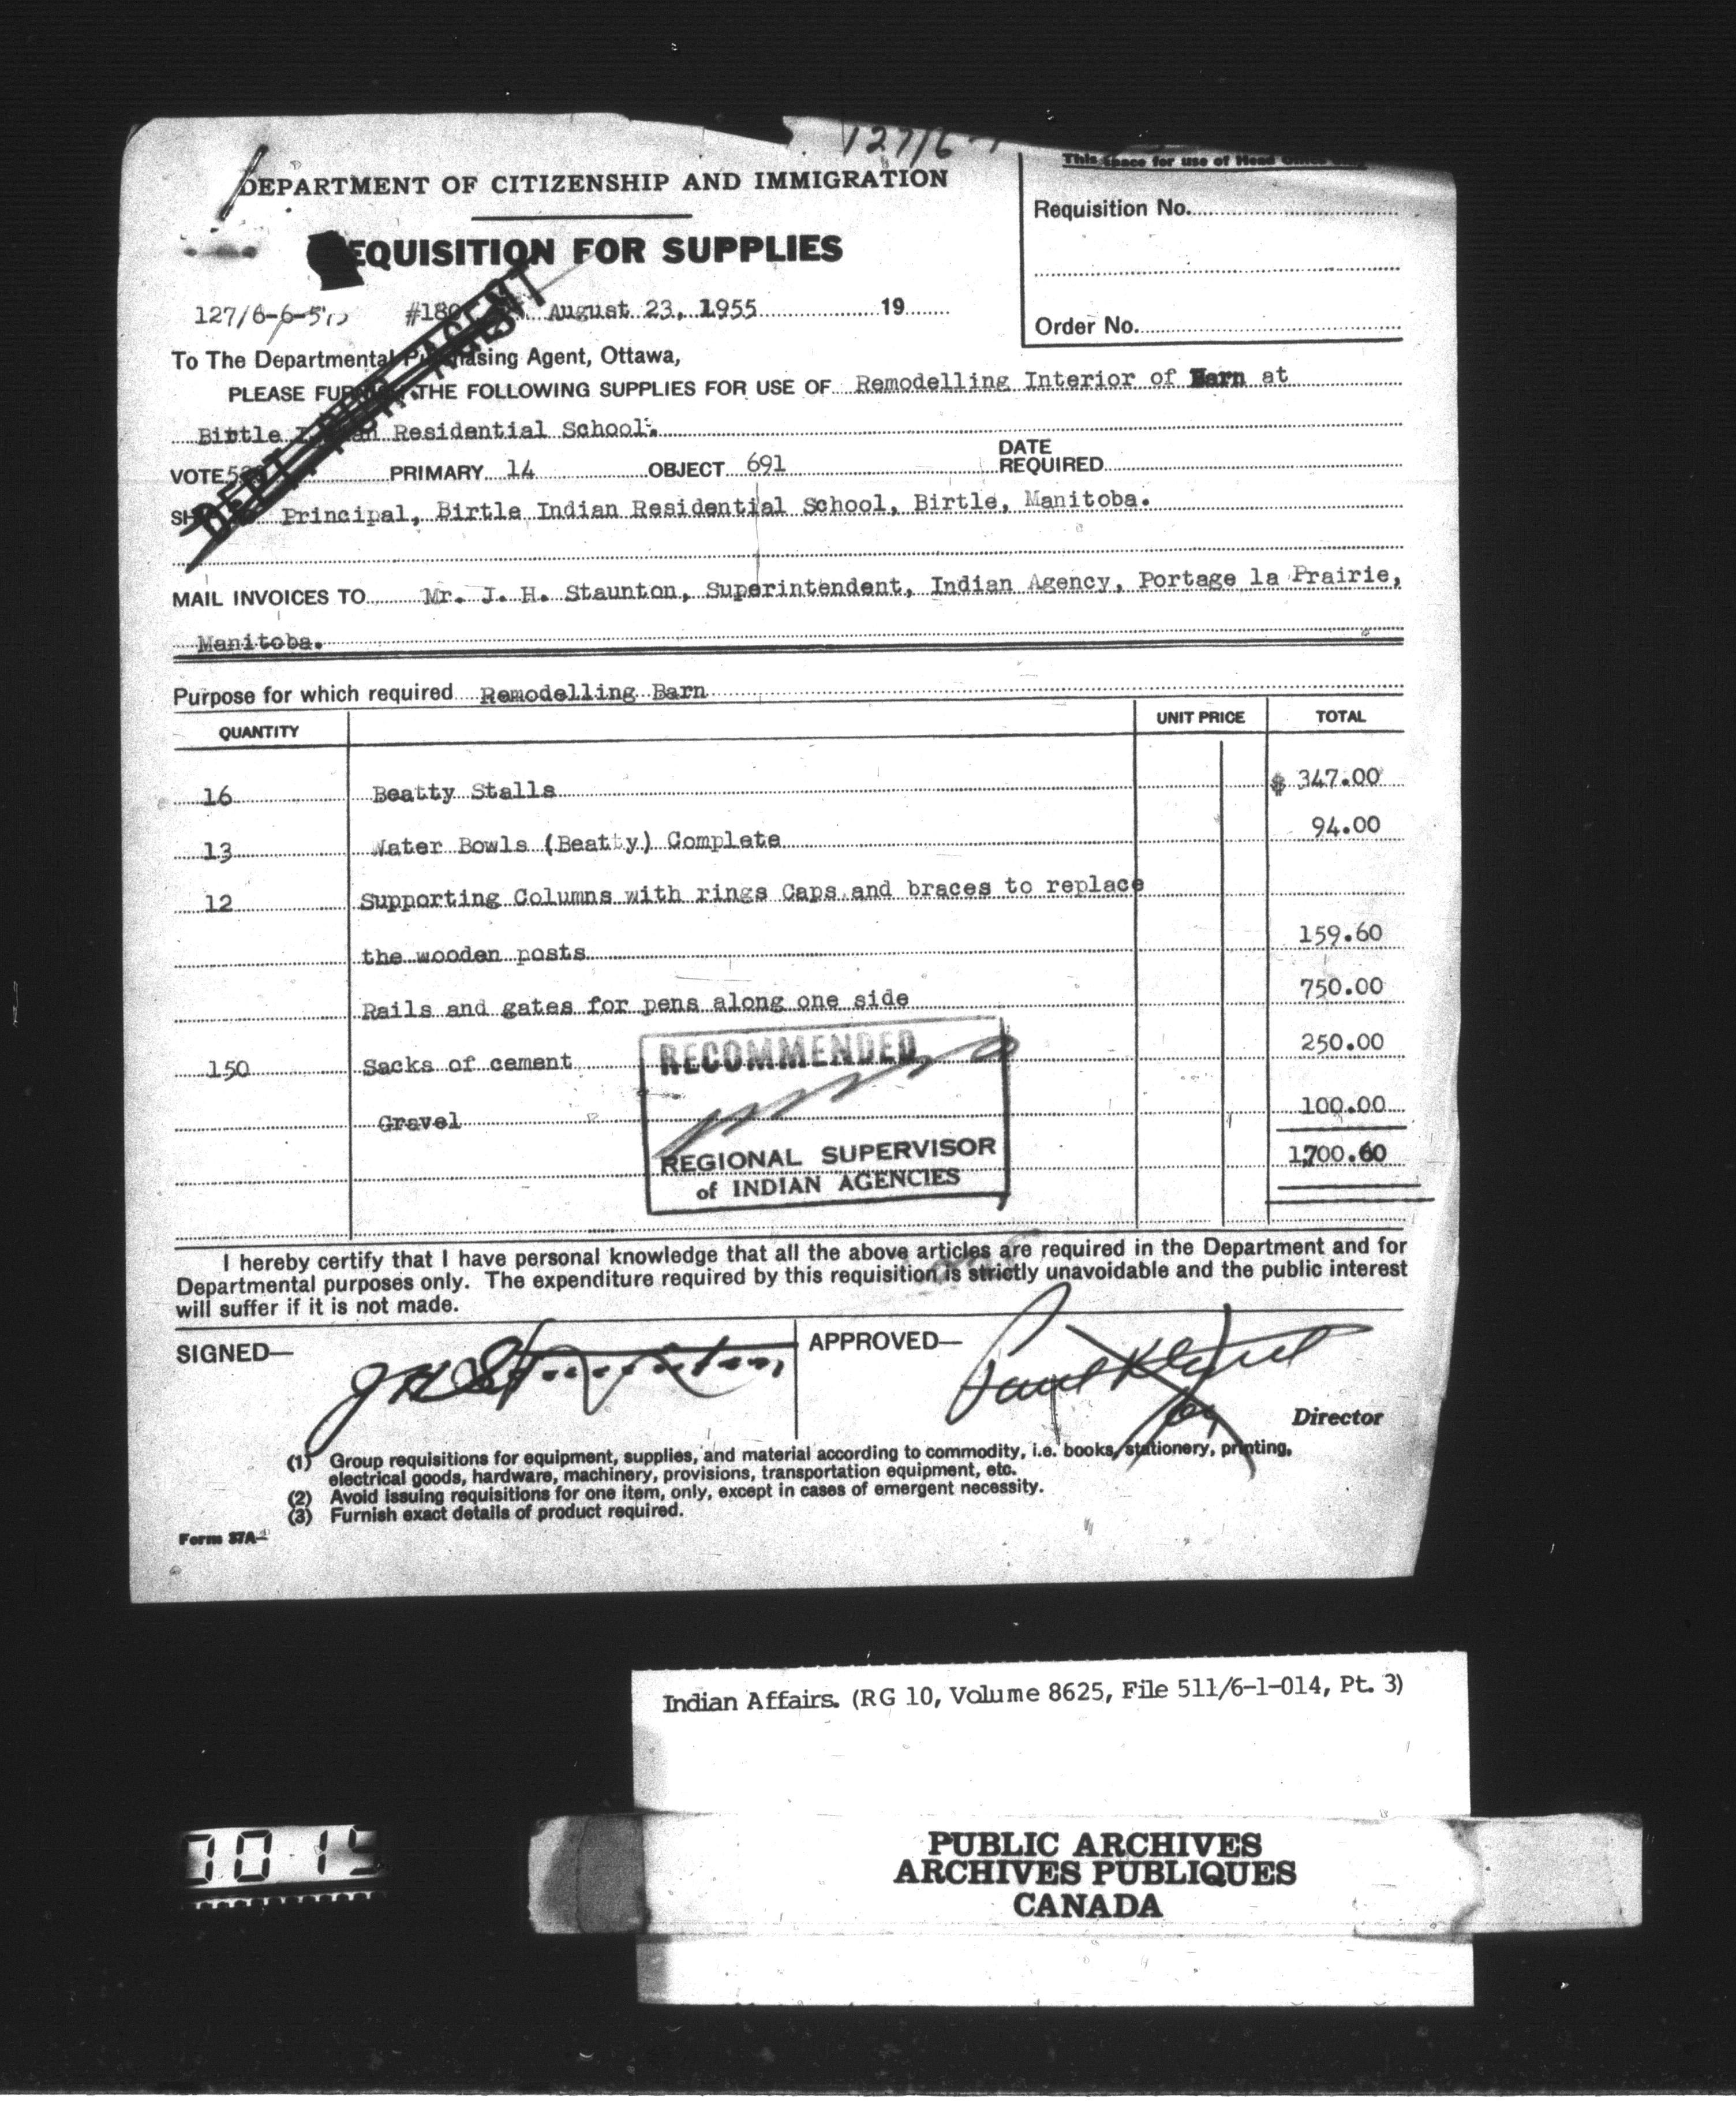 127/6-1
This space for use of Head
DEPARTMENT OF CITIZENSHIP AND IMMIGRATION
Requisition No.
EQUISITION FOR SUPPLIES
127/6-6-5 August 23, 1955 19
Order No.
DEPT. AGENT
To The Departmental Purchasing Agent, Ottawa,
PLEASE FURNISH THE FOLLOWING SUPPLIES FOR USE OF Remodelling Interior of Barn at
Birtle Indian Residential School.
VOTE PRIMARY 14 OBJECT 691 DATE REQUIRED
Principal, Birtle Indian Residential School, Birtle, Manitoba.
MAIL INVOICES TO Mr. J. H. Staunton, Superintendent, Indian Agency, Portage la Prairie,
Manitoba.
Purpose for which required Remodelling Barn
QUANTITY UNIT PRICE TOTAL
16 Beatty Stalls $ 347.00
13 Water Bowls (Beatty) Complete 94.00
12 Supporting Columns with rings Caps and braces to replace
the wooden posts 159.60
Rails and gates for pens along one side 750.00
150 Sacks of cement 250.00
Gravel 100.00
1,700.60
RECOMMENDED
REGIONAL SUPERVISOR
of INDIAN AGENCIES
I hereby certify that I have personal knowledge that all the above articles are required in the Department and for
Departmental purposes only. The expenditure required by this requisition is strictly unavoidable and the public interest
will suffer if it is not made.
SIGNED— J H Staunton APPROVED—
Director
(1) Group requisitions for equipment, supplies, and material according to commodity, i.e. books, stationery, printing,
electrical goods, hardware, machinery, provisions, transportation equipment, etc.
(2) Avoid issuing requisitions for one item, only, except in cases of emergent necessity.
(3) Furnish exact details of product required.
Form 37A
Indian Affairs. (RG 10, Volume 8625, File 511/6-1-014, Pt. 3)
PUBLIC ARCHIVES
ARCHIVES PUBLIQUES
CANADA